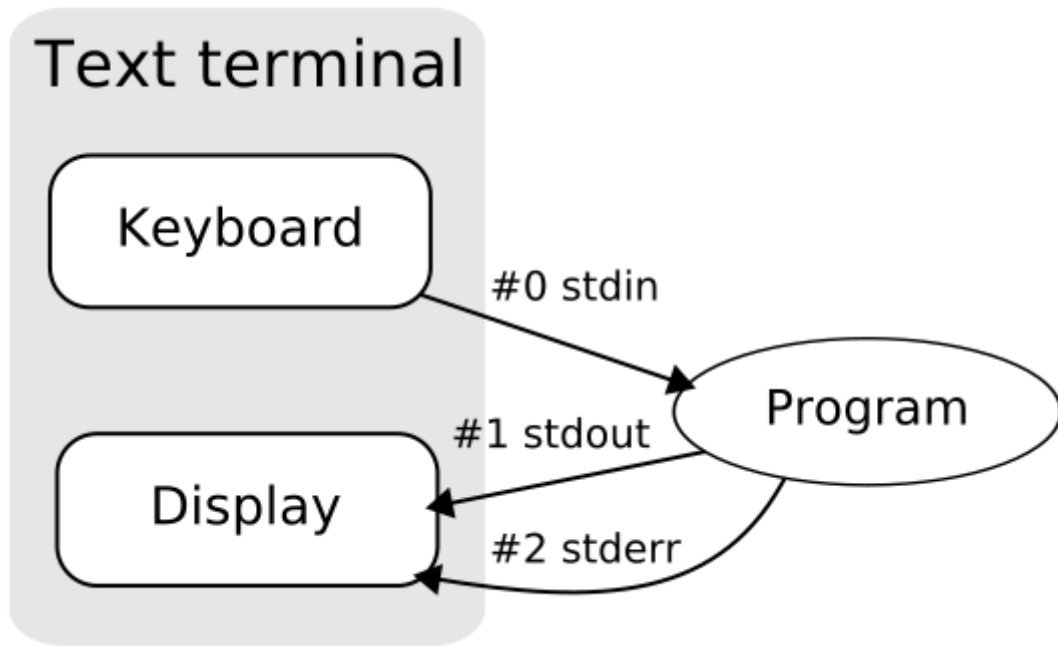 Text terminal
Keyboard
#0 stdin
Program
#1 stdout
Display
#2 stderr